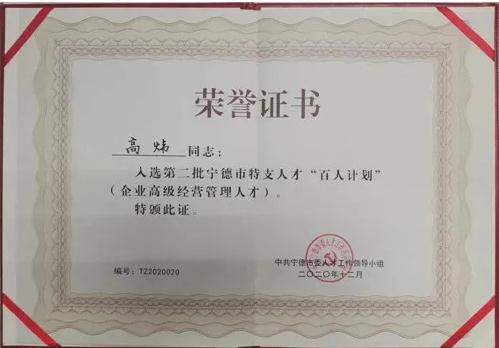 荣誉证书
高炜 同志：
入选第二批宁德市特支人才“百人计划”
（企业高级经营管理人才）。
特颁此证。
中共宁德市委人才工作领导小组
编号：TZ2020020
二〇二〇年十二月